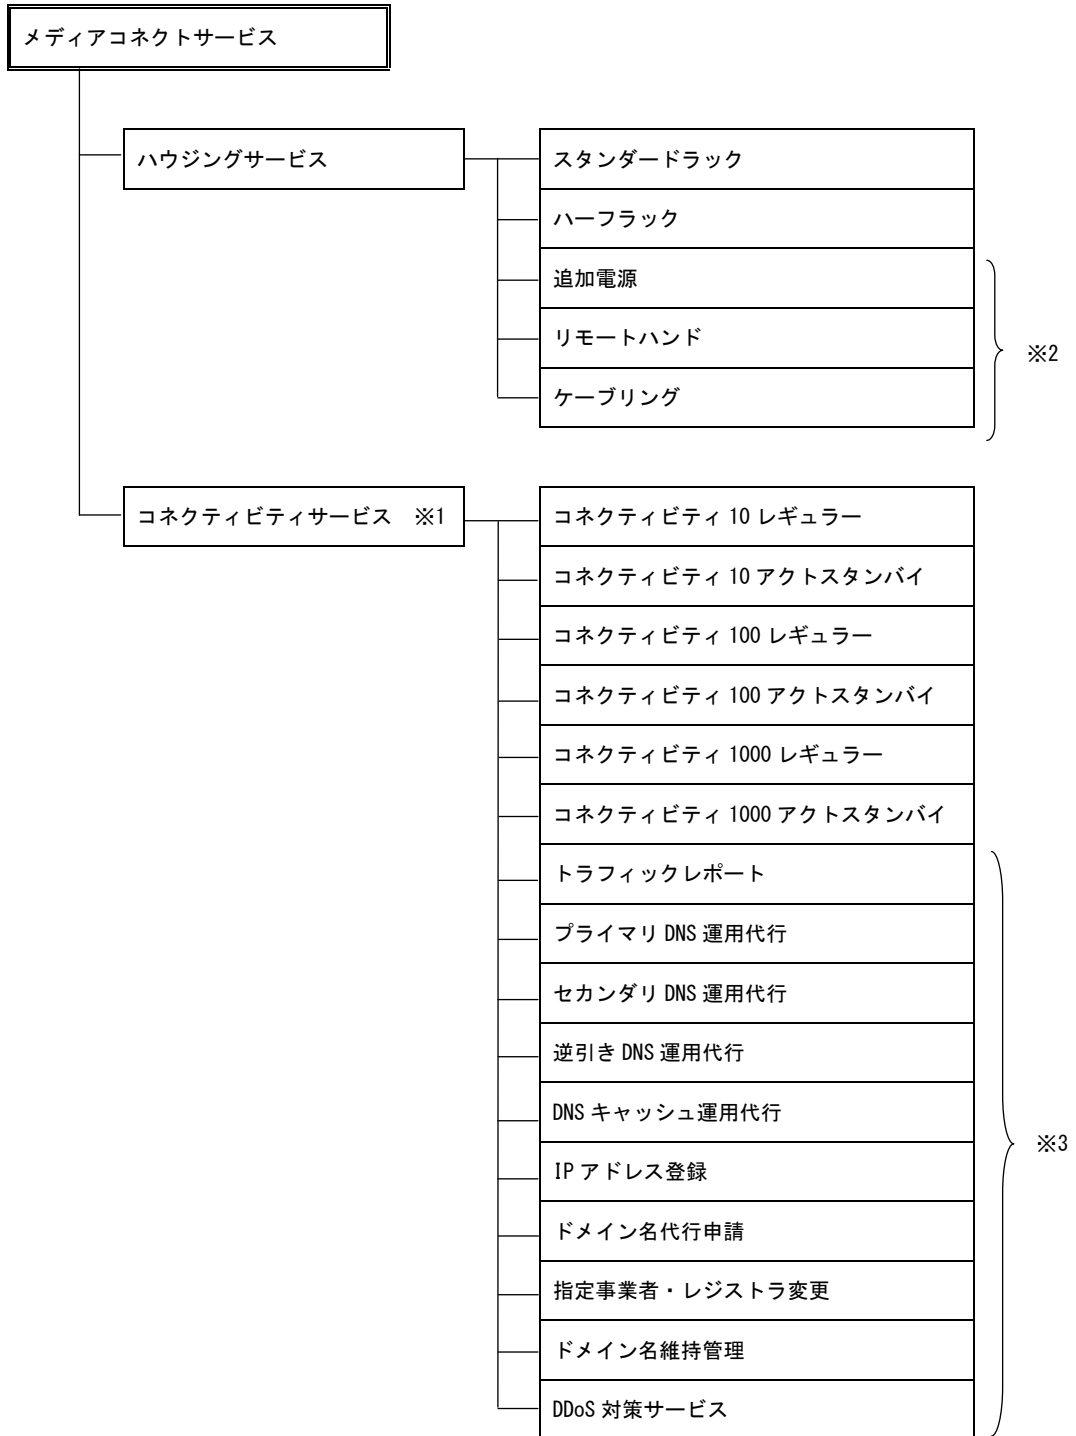 メディアコネクトサービス
ハウジングサービス
スタンダードラック
ハーフラック
追加電源
リモートハンド
ケーブリング
※2
コネクティビティサービス　※1
コネクティビティ 10 レギュラー
コネクティビティ 10 アクトスタンバイ
コネクティビティ 100 レギュラー
コネクティビティ 100 アクトスタンバイ
コネクティビティ 1000 レギュラー
コネクティビティ 1000 アクトスタンバイ
トラフィックレポート
プライマリ DNS 運用代行
セカンダリ DNS 運用代行
逆引き DNS 運用代行
DNS キャッシュ運用代行
IP アドレス登録
ドメイン名代行申請
指定事業者・レジストラ変更
ドメイン名維持管理
DDoS 対策サービス
※3